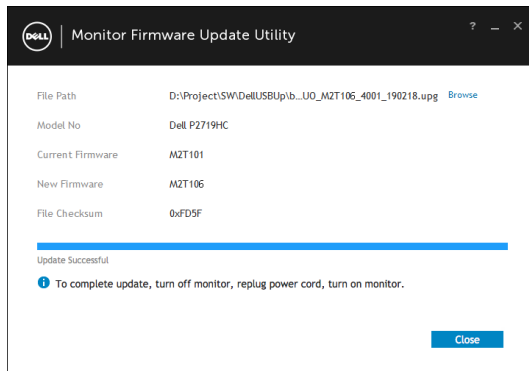 DELL Monitor Firmware Update Utility ? _ X
File Path D:\Project\SW\DellUSBUp\b...UO_M2T106_4001_190218.upg Browse
Model No Dell P2719HC
Current Firmware M2T101
New Firmware M2T106
File Checksum 0xFD5F
Update Successful
i To complete update, turn off monitor, replug power cord, turn on monitor.
Close